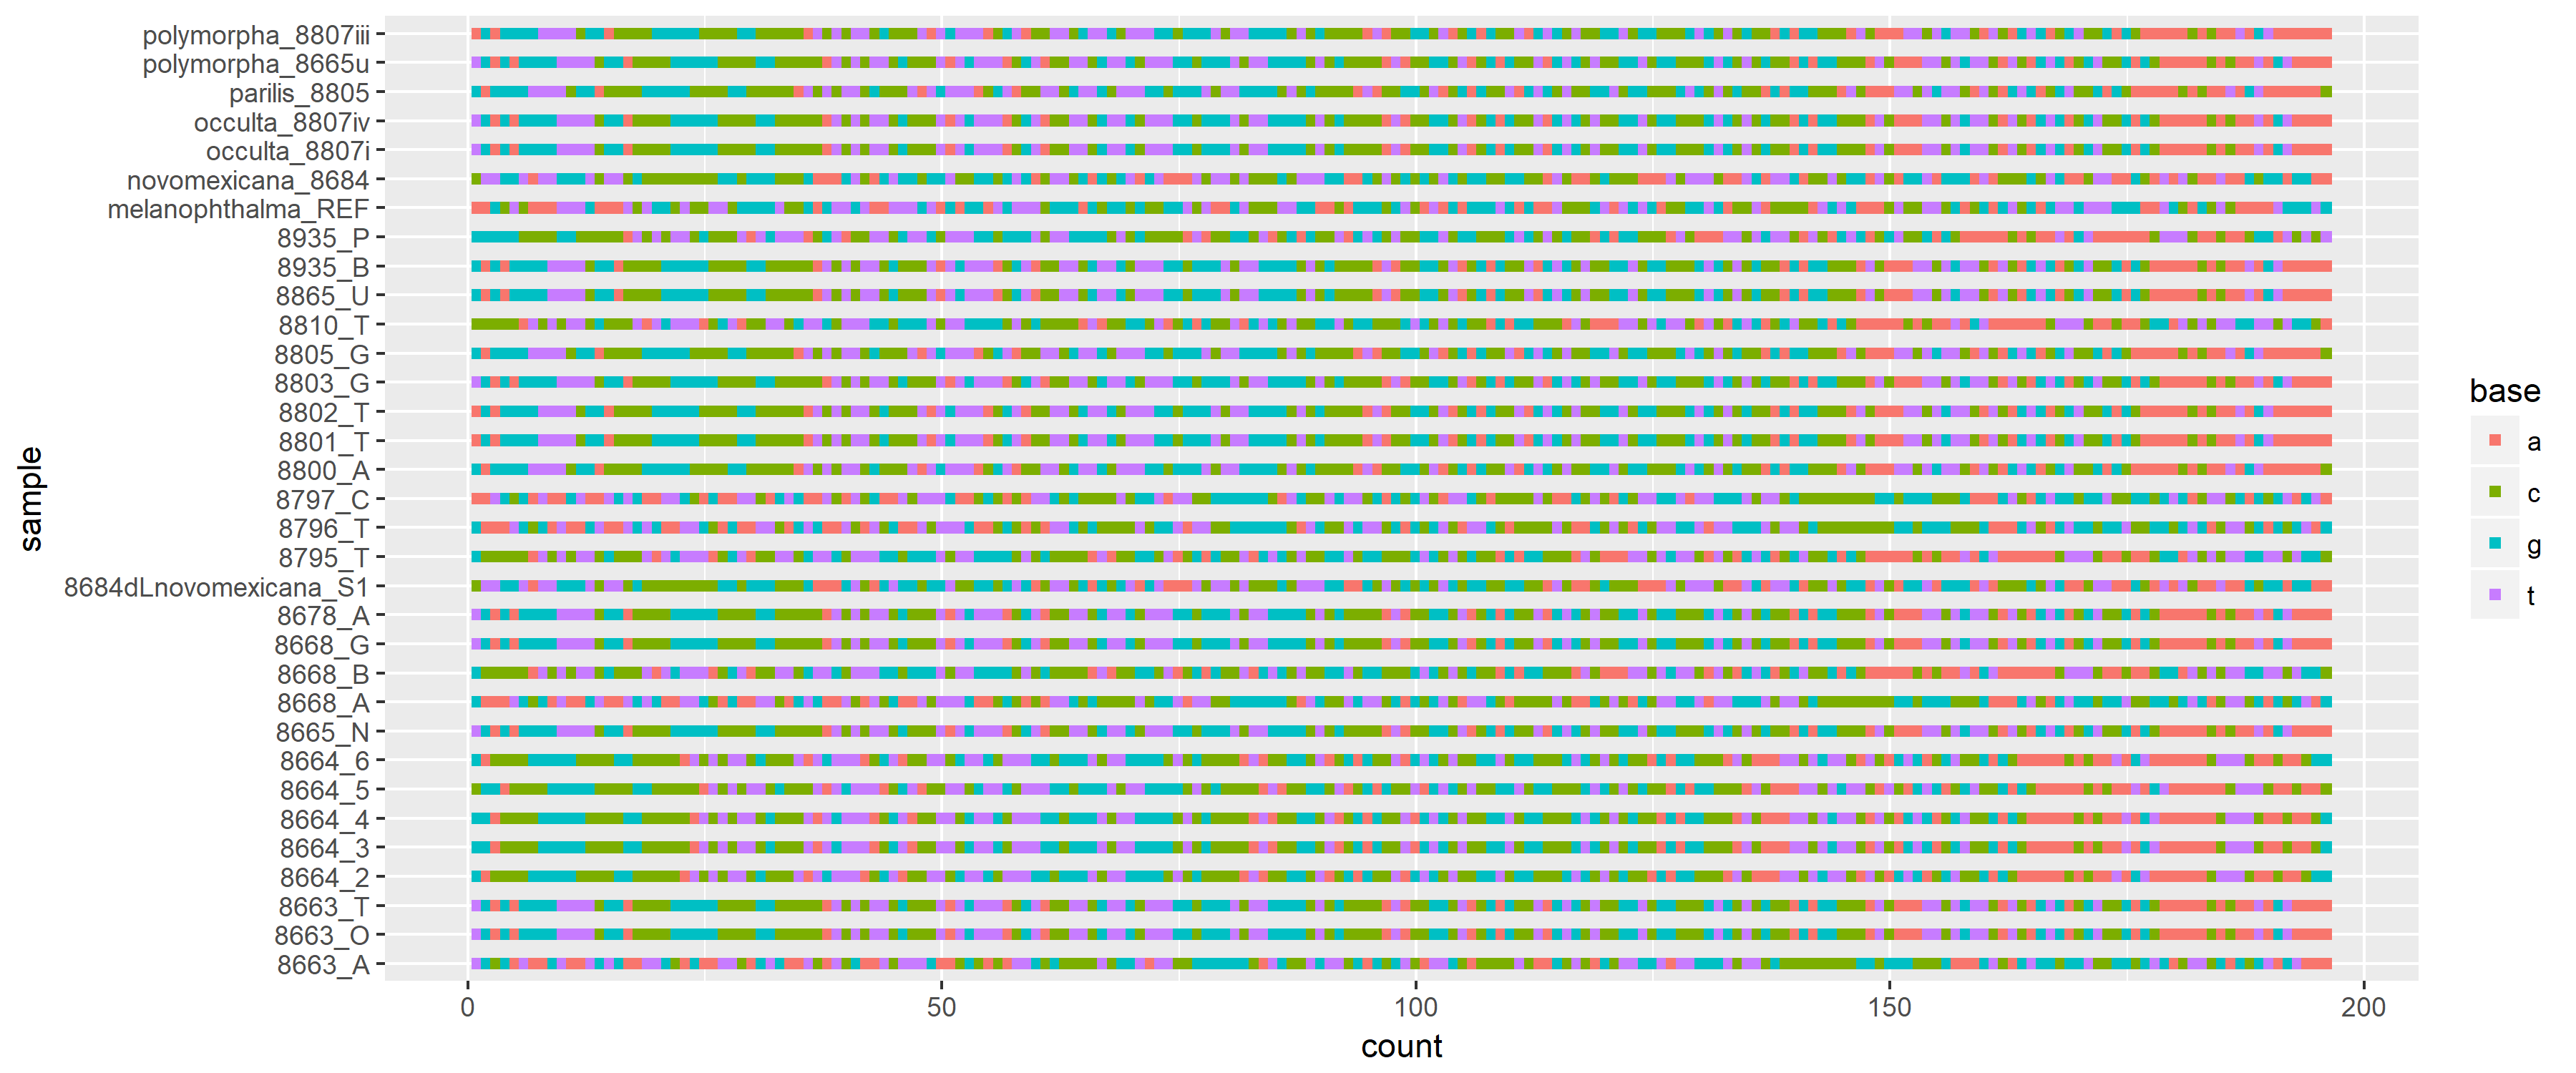 polymorpha_8807iii
polymorpha_8665u
parilis_8805
occulta_8807iv
occulta_8807i
novomexicana_8684
melanophthalma_REF
8935_P
8935_B
8865_U
8810_T
8805_G
8803_G
8802_T
8801_T
8800_A
8797_C
8796_T
8795_T
8684dLnovomexicana_S1
8678_A
8668_G
8668_B
8668_A
8665_N
8664_6
8664_5
8664_4
8664_3
8664_2
8663_T
8663_O
8663_A
sample
0 50 100 150 200
count
base
a
c
g
t